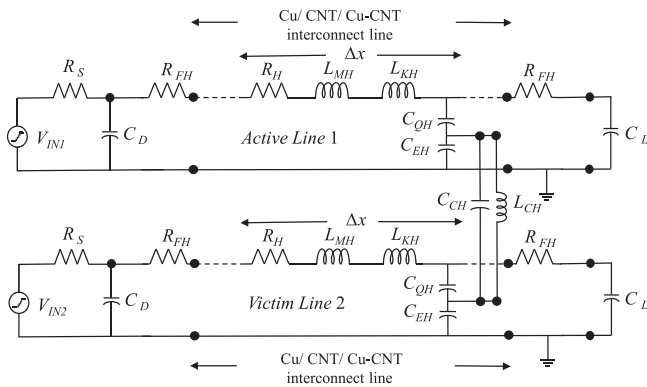 Cu/ CNT/ Cu-CNT
interconnect line
Δx
R_S
R_FH
R_H
L_MH
L_KH
R_FH
V_IN1
C_D
Active Line 1
C_QH
C_EH
C_L
C_CH
L_CH
Δx
R_S
R_FH
R_H
L_MH
L_KH
R_FH
V_IN2
C_D
Victim Line 2
C_QH
C_EH
C_L
Cu/ CNT/ Cu-CNT
interconnect line